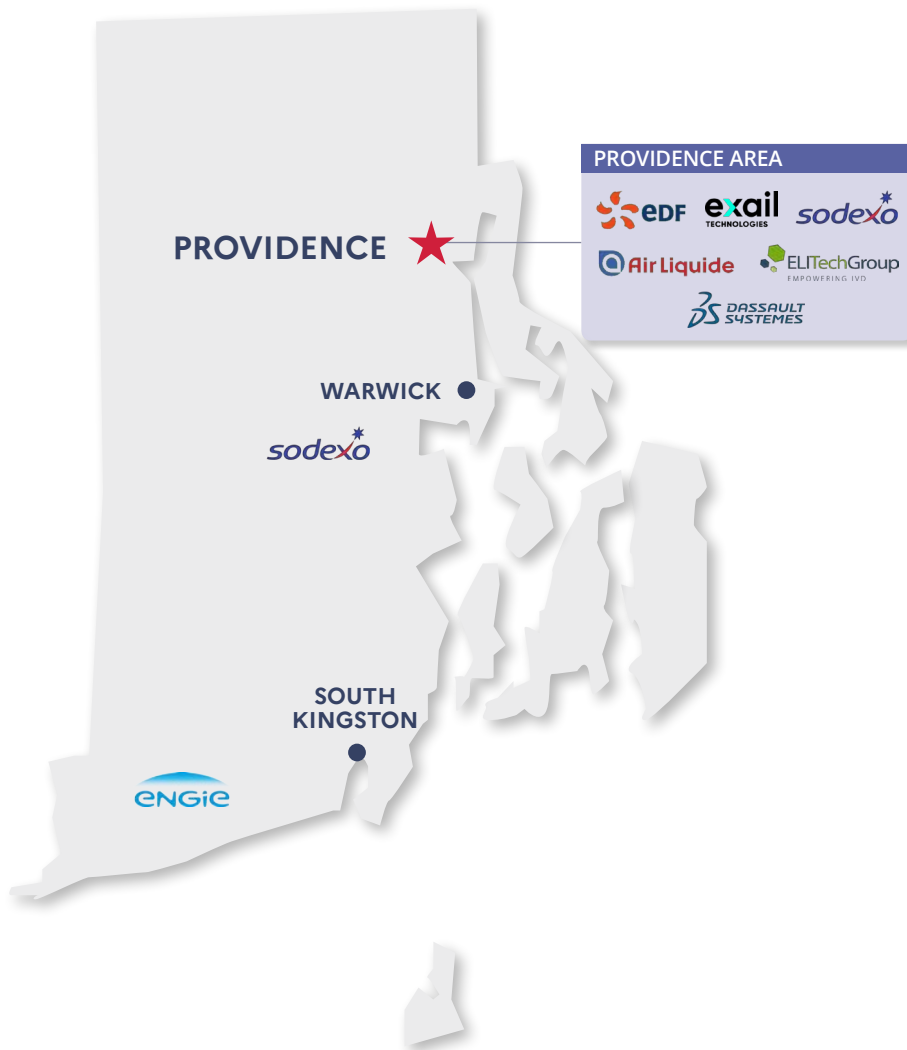 PROVIDENCE AREA
eDF
exail
TECHNOLOGIES
sodexo
Air Liquide
ELITechGroup
EMPOWERING IVD
DASSAULT
SYSTEMES
PROVIDENCE
WARWICK
sodexo
SOUTH
KINGSTON
ENGIE